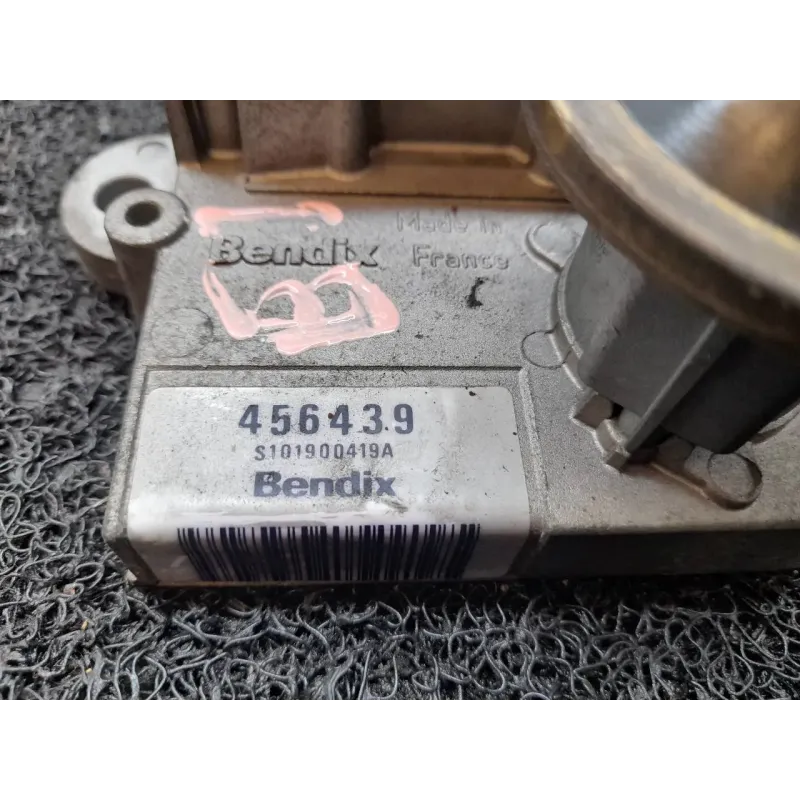 Bendix
Made in
France
456439
S101900419A
Bendix